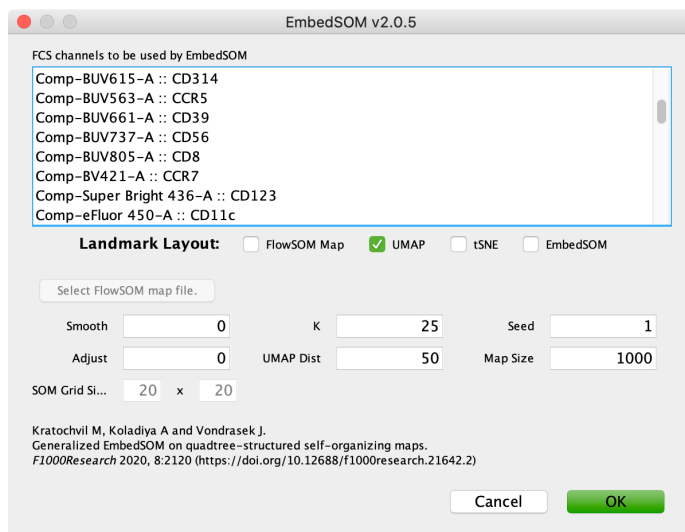 EmbedSOM v2.0.5
FCS channels to be used by EmbedSOM
Comp-BUV615-A :: CD314
Comp-BUV563-A :: CCR5
Comp-BUV661-A :: CD39
Comp-BUV737-A :: CD56
Comp-BUV805-A :: CD8
Comp-BV421-A :: CCR7
Comp-Super Bright 436-A :: CD123
Comp-eFluor 450-A :: CD11c
Landmark Layout: FlowSOM Map UMAP tSNE EmbedSOM
Select FlowSOM map file.
Smooth 0 K 25 Seed 1
Adjust 0 UMAP Dist 50 Map Size 1000
SOM Grid Si... 20 x 20
Kratochvil M, Koladiya A and Vondrasek J.
Generalized EmbedSOM on quadtree-structured self-organizing maps.
F1000Research 2020, 8:2120 (https://doi.org/10.12688/f1000research.21642.2)
Cancel OK